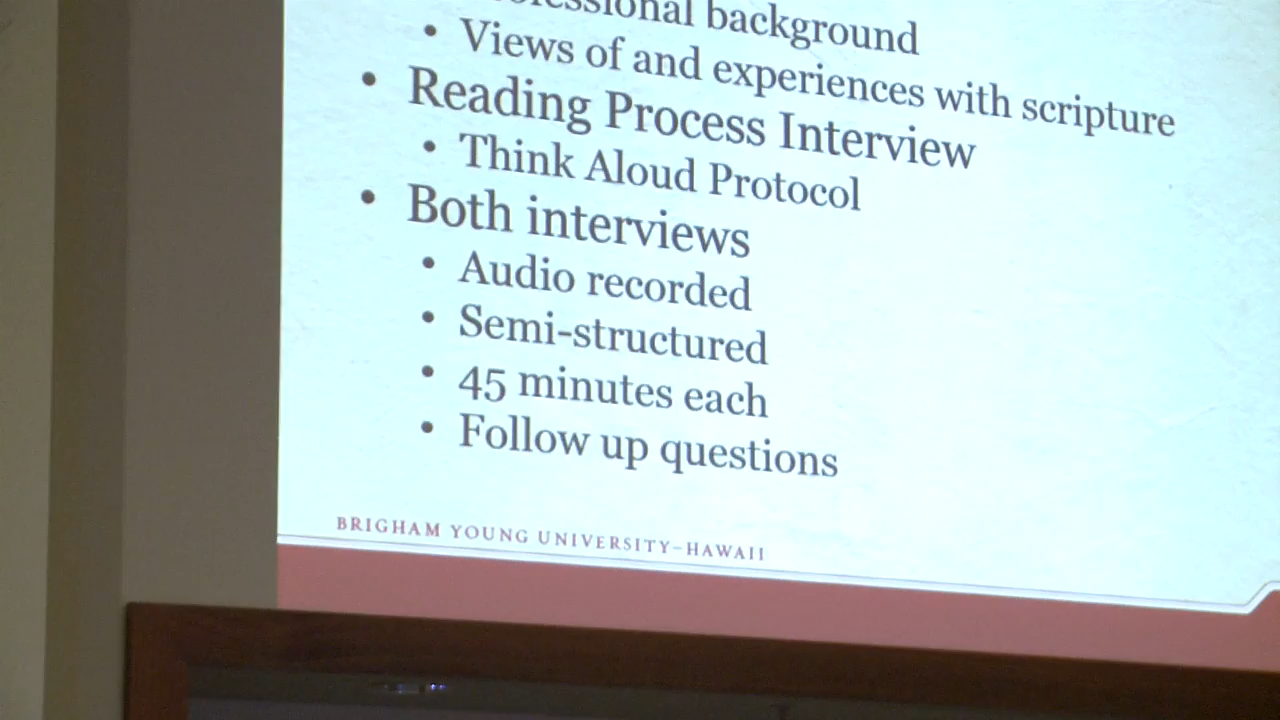 background
• Views of and experiences with scripture
• Reading Process Interview
• Think Aloud Protocol
• Both interviews
• Audio recorded
• Semi-structured
• 45 minutes each
• Follow up questions
BRIGHAM YOUNG UNIVERSITY–HAWAII